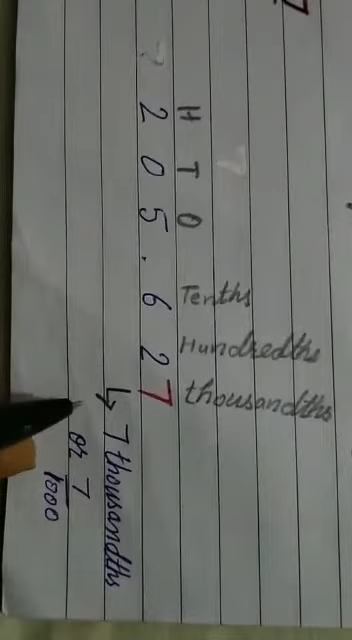 H T O Tenths Hundredths thousandths
2 0 5 . 6 2 7
↳ 7 thousandths
or 7
1000